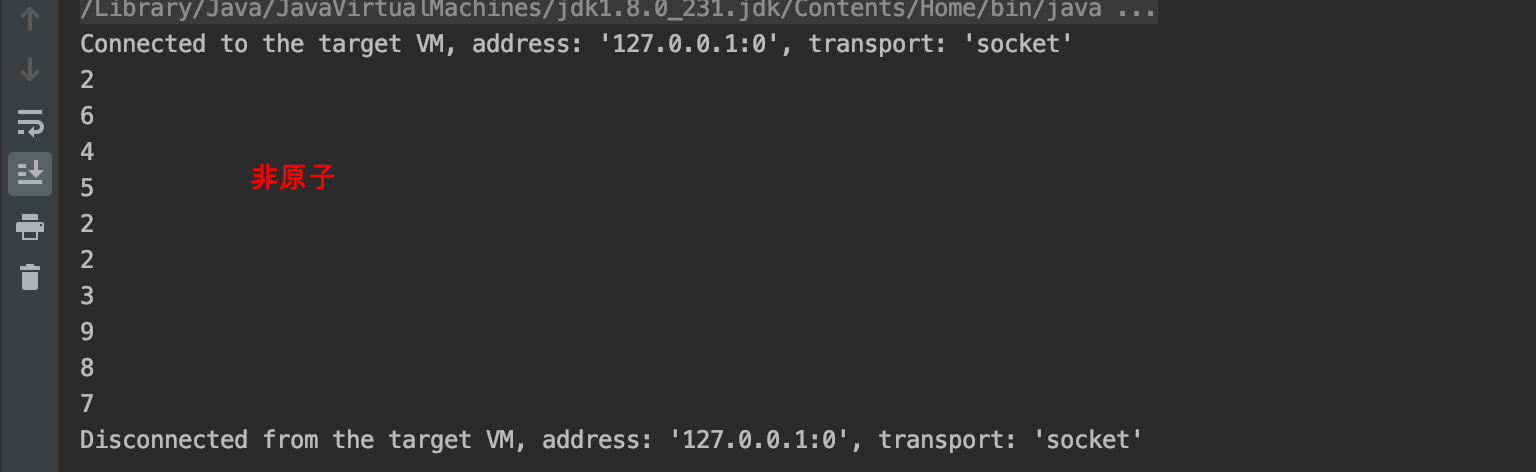 /Library/Java/JavaVirtualMachines/jdk1.8.0_231.jdk/Contents/Home/bin/java ...
Connected to the target VM, address: '127.0.0.1:0', transport: 'socket'
2
6
4
非原子
5
2
2
3
9
8
7
Disconnected from the target VM, address: '127.0.0.1:0', transport: 'socket'